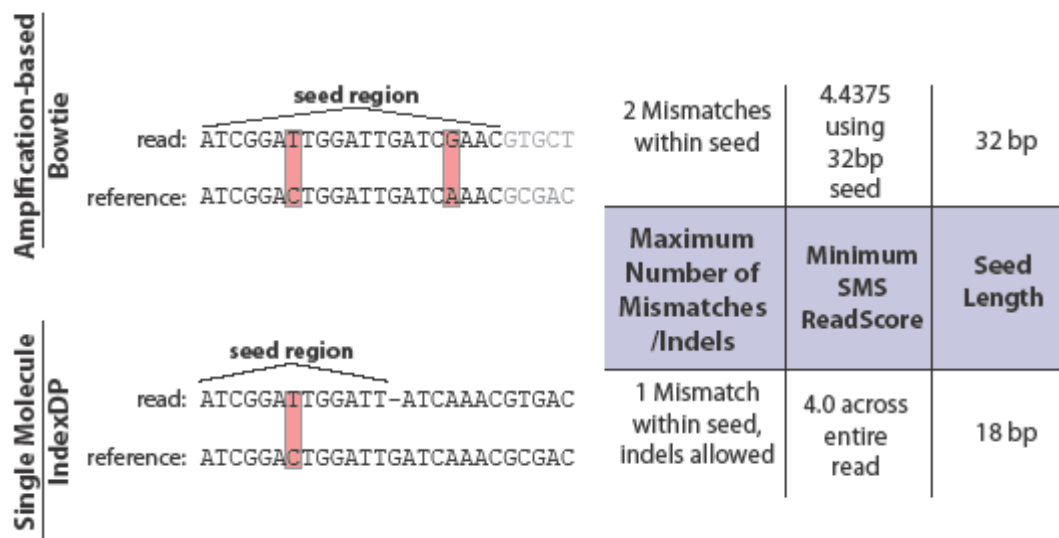 Amplification-based
Bowtie
seed region
read: ATCGGATTGGATTGATCGAACGTGCT
reference: ATCGGACTGGATTGATCAAACGCGAC
2 Mismatches
within seed
4.4375
using
32bp
seed
32 bp
Maximum
Number of
Mismatches
/Indels
Minimum
SMS
ReadScore
Seed
Length
Single Molecule
IndexDP
seed region
read: ATCGGATTGGATT-ATCAAACGTGAC
reference: ATCGGACTGGATTGATCAAACGCGAC
1 Mismatch
within seed,
indels allowed
4.0 across
entire
read
18 bp